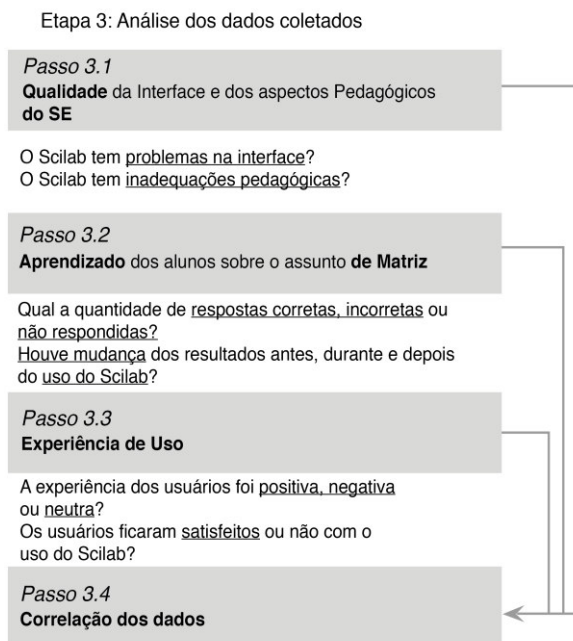 Etapa 3: Análise dos dados coletados
Passo 3.1
Qualidade da Interface e dos aspectos Pedagógicos
do SE
O Scilab tem problemas na interface?
O Scilab tem inadequações pedagógicas?
Passo 3.2
Aprendizado dos alunos sobre o assunto de Matriz
Qual a quantidade de respostas corretas, incorretas ou
não respondidas?
Houve mudança dos resultados antes, durante e depois
do uso do Scilab?
Passo 3.3
Experiência de Uso
A experiência dos usuários foi positiva, negativa
ou neutra?
Os usuários ficaram satisfeitos ou não com o
uso do Scilab?
Passo 3.4
Correlação dos dados